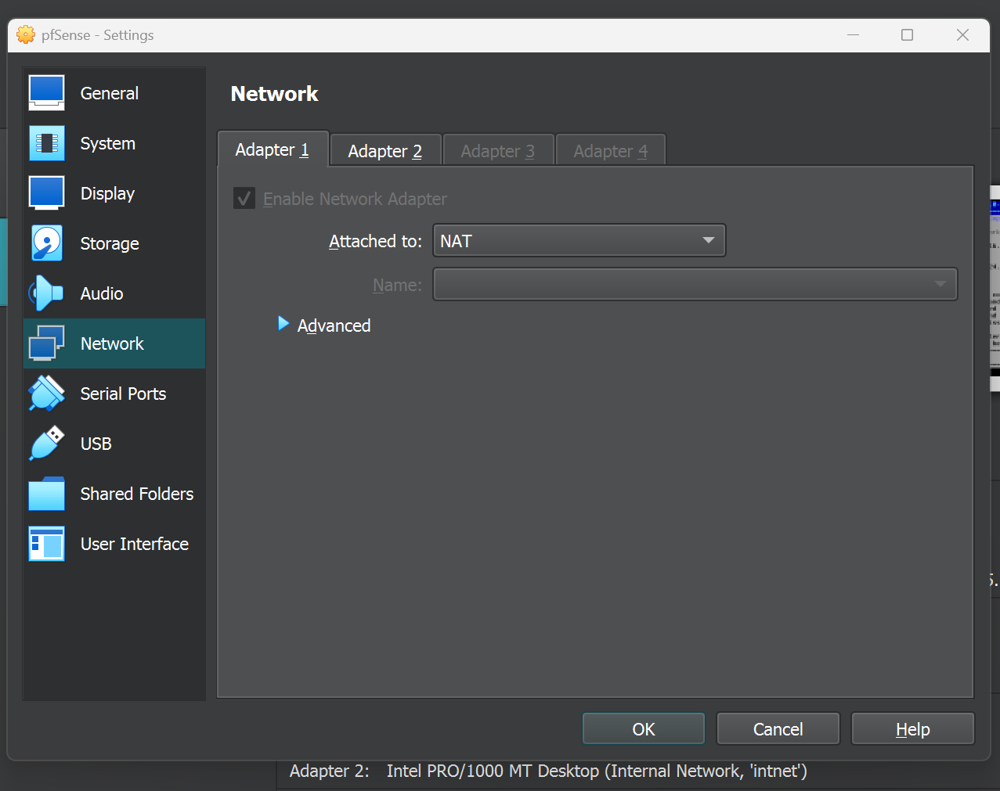 pfSense - Settings
General
System
Display
Storage
Audio
Network
Serial Ports
USB
Shared Folders
User Interface
Network
Adapter 1
Adapter 2
Adapter 3
Adapter 4
Enable Network Adapter
Attached to: NAT
Name:
Advanced
OK
Cancel
Help
Adapter 2: Intel PRO/1000 MT Desktop (Internal Network, 'intnet')